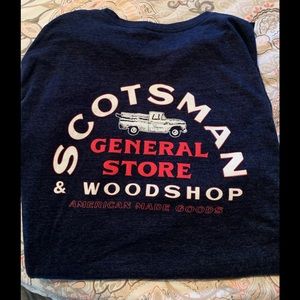 SCOTSMAN
GENERAL
STORE
& WOODSHOP
AMERICAN MADE GOODS